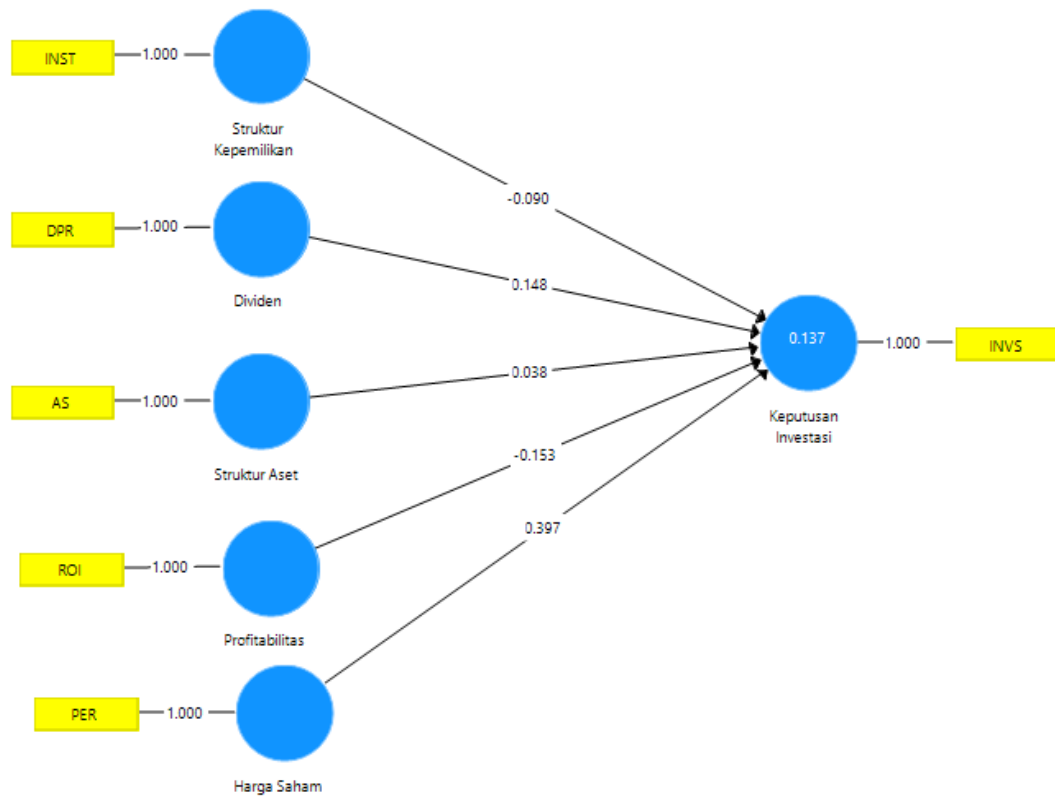 INST
1.000
Struktur
Kepemilikan
-0.090
DPR
1.000
Dividen
0.148
AS
1.000
Struktur Aset
0.038
ROI
1.000
Profitabilitas
-0.153
PER
1.000
Harga Saham
0.397
0.137
Keputusan
Investasi
1.000
INVS